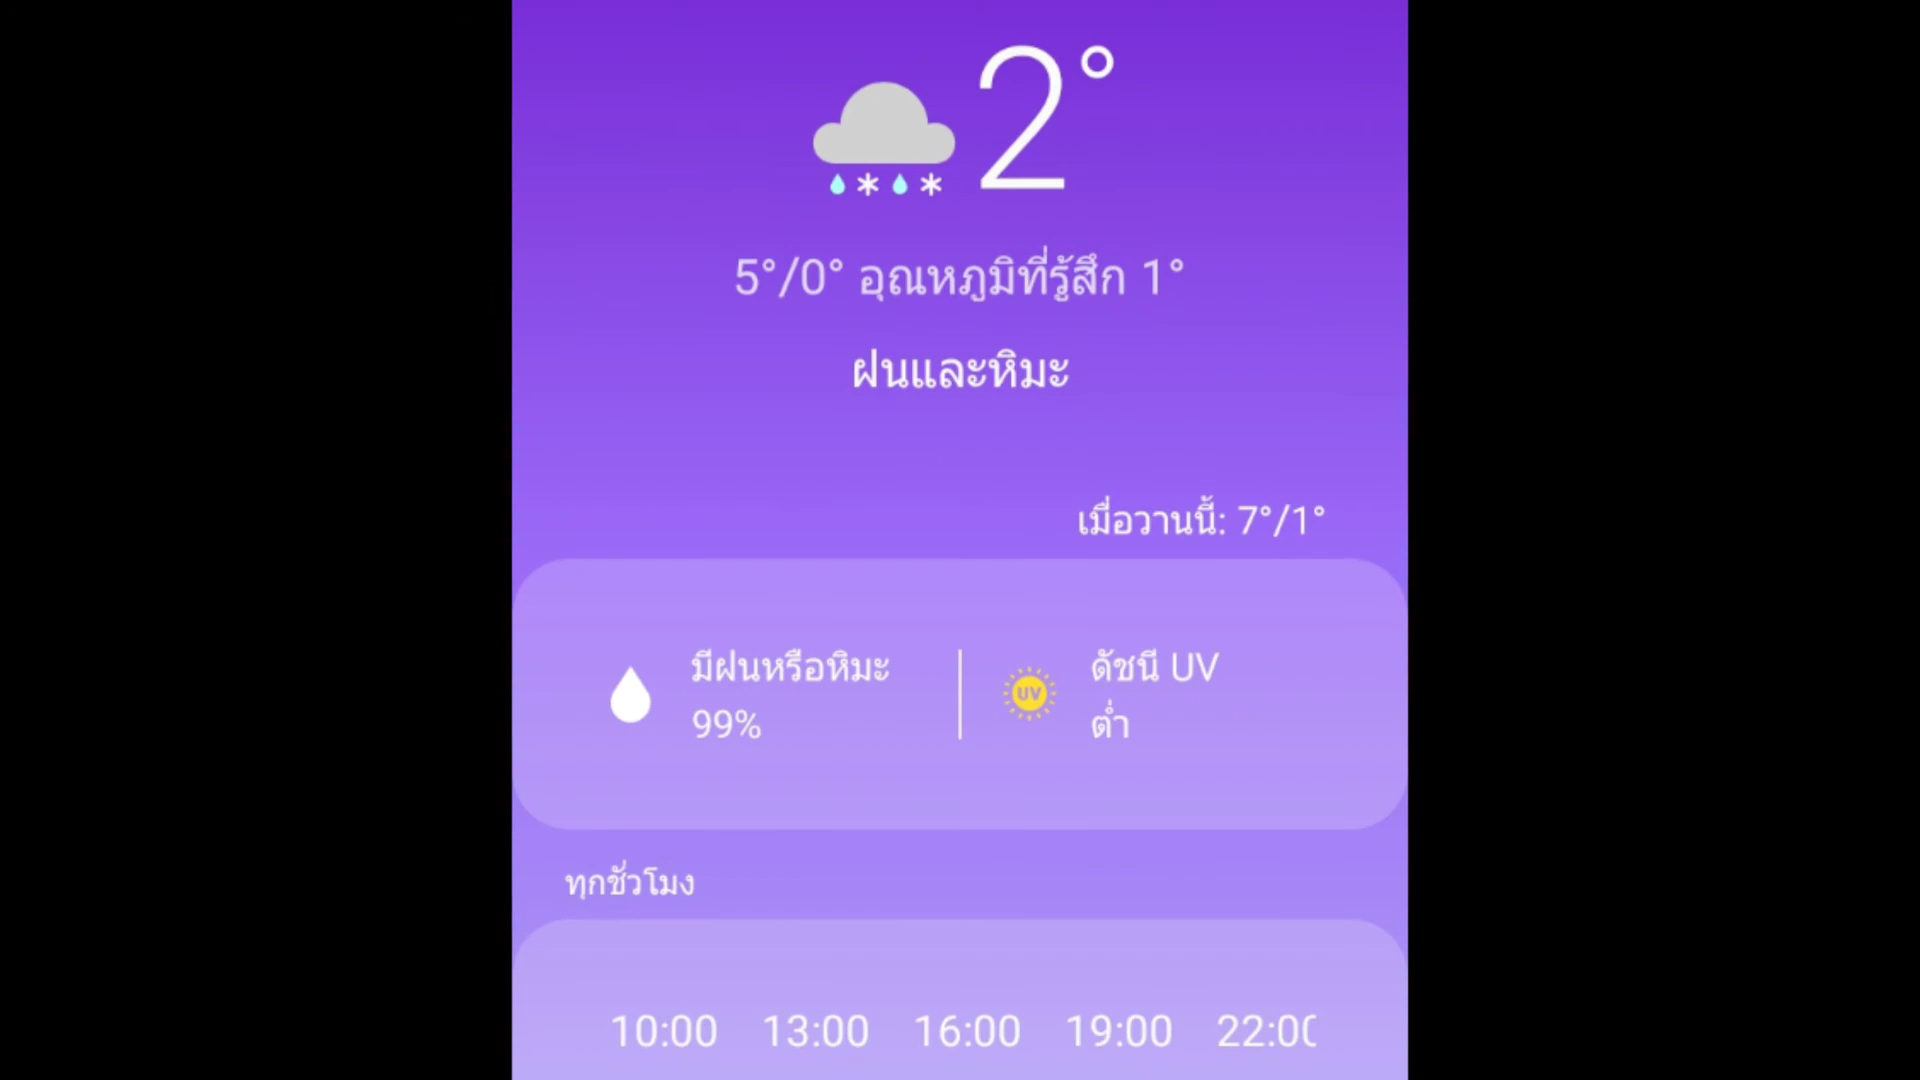 2°
5°/0° อุณหภูมิที่รู้สึก 1°
ฝนและหิมะ
เมื่อวานนี้: 7°/1°
มีฝนหรือหิมะ
99%
UV
ดัชนี UV
ต่ำ
ทุกชั่วโมง
10:00 13:00 16:00 19:00 22:00